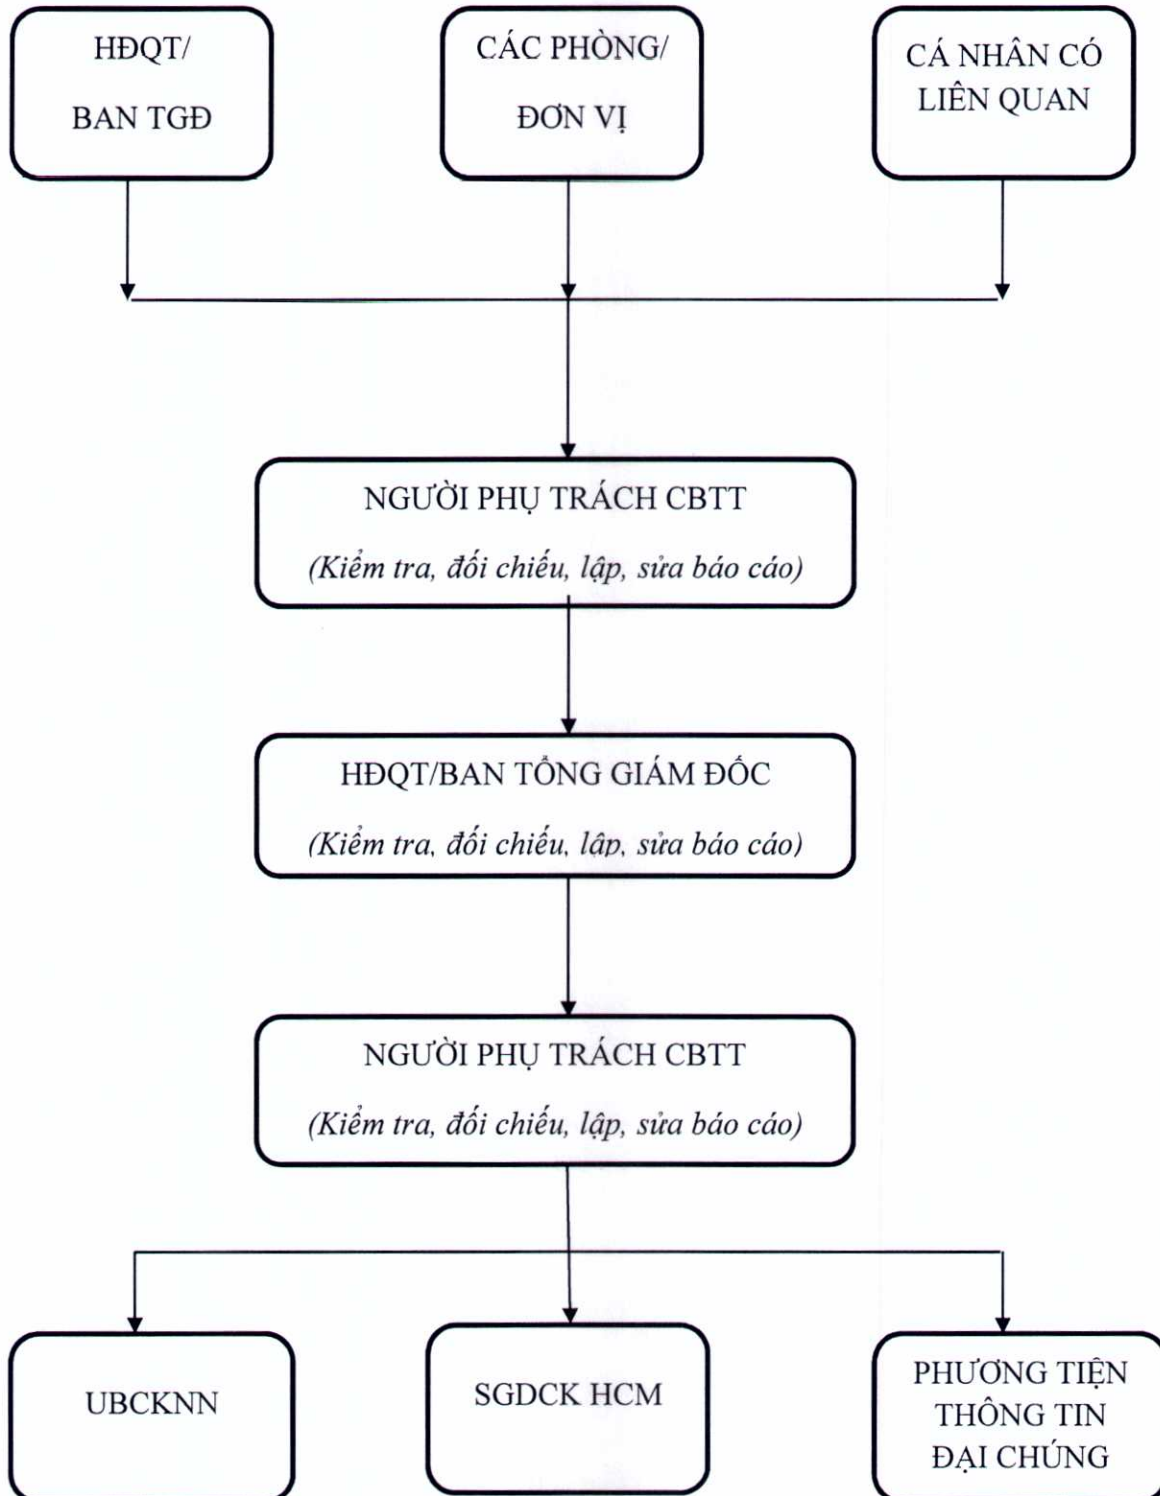 HĐQT/
BAN TGĐ
CÁC PHÒNG/
ĐƠN VỊ
CÁ NHÂN CÓ
LIÊN QUAN
NGƯỜI PHỤ TRÁCH CBTT
(Kiểm tra, đối chiếu, lập, sửa báo cáo)
HĐQT/BAN TỔNG GIÁM ĐỐC
(Kiểm tra, đối chiếu, lập, sửa báo cáo)
NGƯỜI PHỤ TRÁCH CBTT
(Kiểm tra, đối chiếu, lập, sửa báo cáo)
UBCKNN
SGDCK HCM
PHƯƠNG TIỆN
THÔNG TIN
ĐẠI CHÚNG